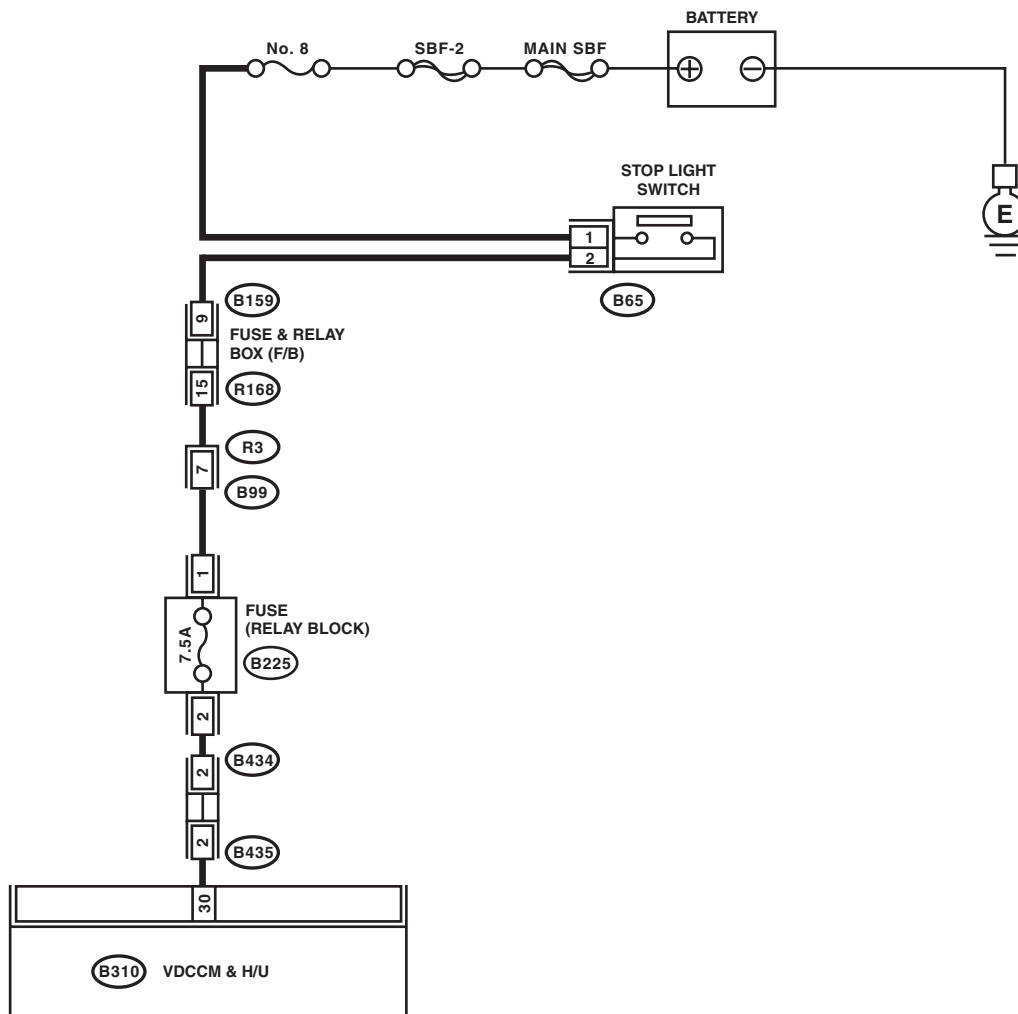 BATTERY
No. 8
SBF-2
MAIN SBF
STOP LIGHT
SWITCH
E
1
2
B65
B159
9
FUSE & RELAY
BOX (F/B)
15
R168
R3
7
B99
1
FUSE
(RELAY BLOCK)
7.5A
B225
2
B434
2
2
B435
30
B310 VDCCM & H/U